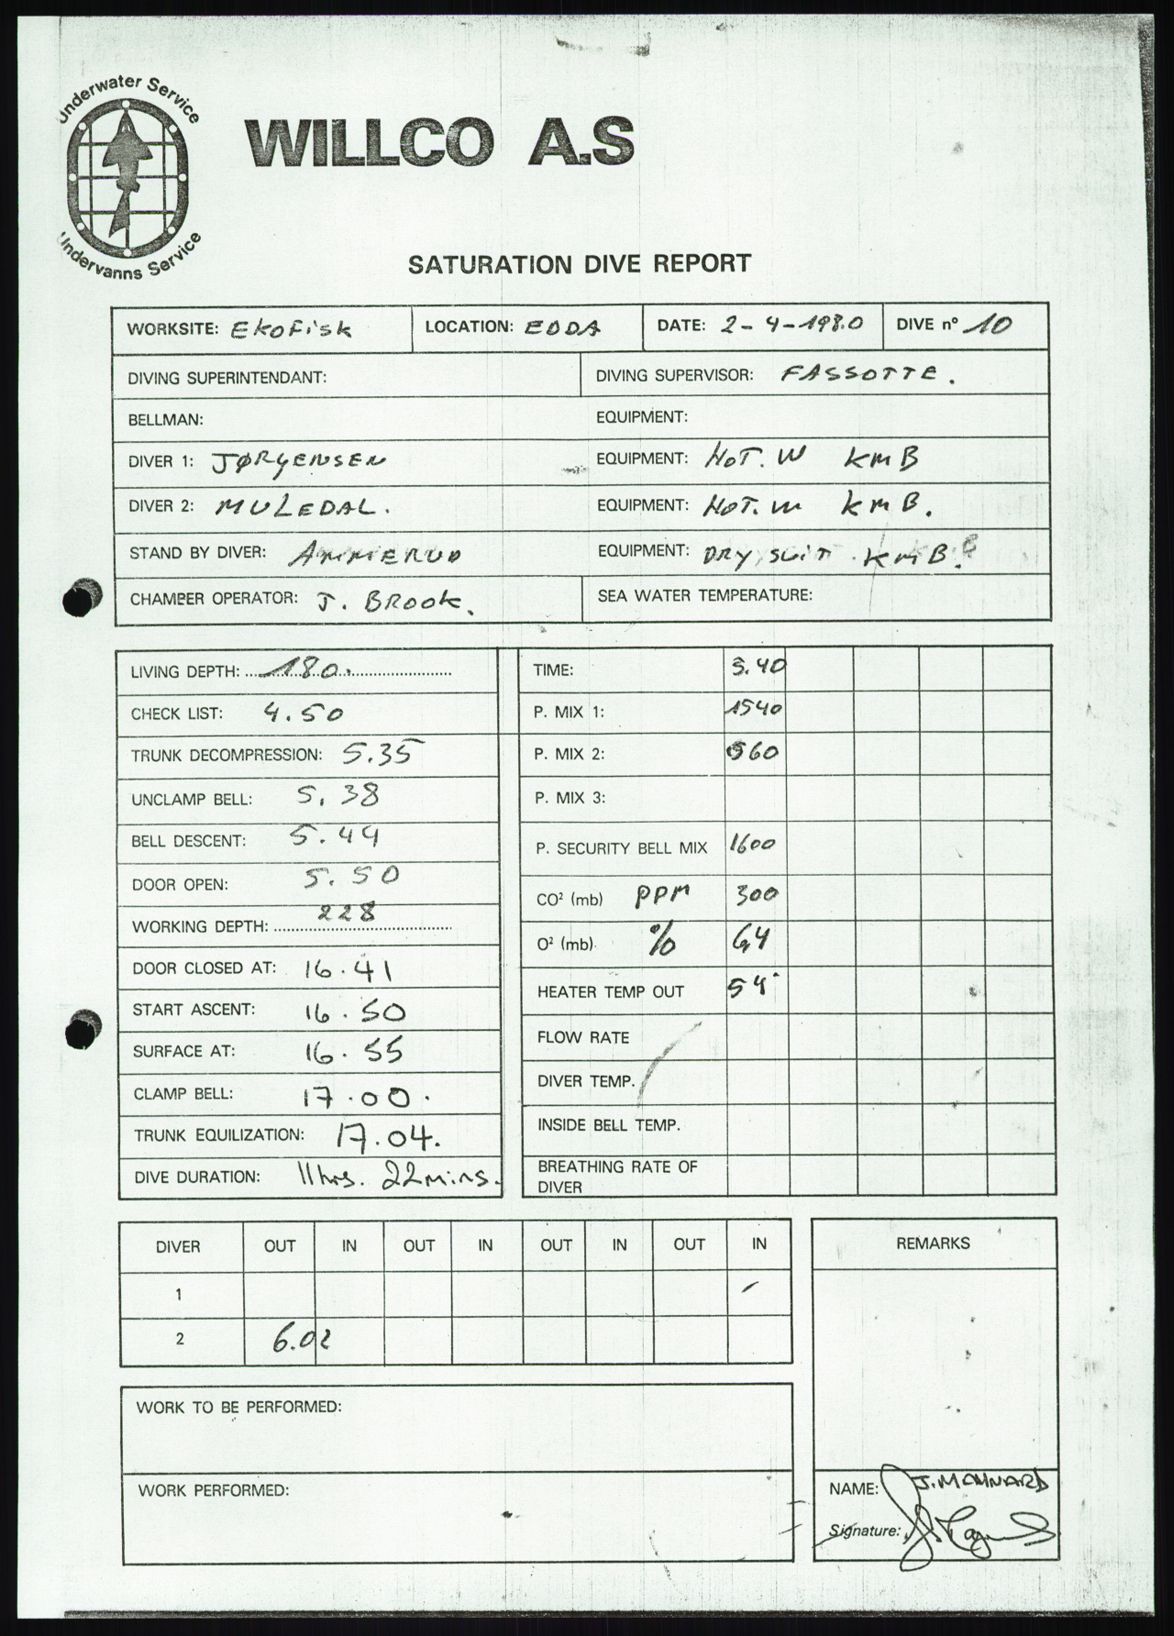 Underwater Service
WILLCO A.S
Undervanns Service
SATURATION DIVE REPORT
WORKSITE: EKOFISK LOCATION: EDDA DATE: 2-4-1980 DIVE nº 10
DIVING SUPERINTENDANT: DIVING SUPERVISOR: FASSOTTE.
BELLMAN: EQUIPMENT:
DIVER 1: JØRGENSEN EQUIPMENT: HOT. W KMB
DIVER 2: MULEDAL. EQUIPMENT: HOT. W KMB.
STAND BY DIVER: AMMERUD EQUIPMENT: DRY SUIT KMB.
CHAMBER OPERATOR: J. BROOK. SEA WATER TEMPERATURE:
LIVING DEPTH: 180. TIME: 5.40
CHECK LIST: 4.50 P. MIX 1: 1540
TRUNK DECOMPRESSION: 5.35 P. MIX 2: 560
UNCLAMP BELL: 5.38 P. MIX 3:
BELL DESCENT: 5.44 P. SECURITY BELL MIX 1600
DOOR OPEN: 5.50 CO² (mb) PPM 300
WORKING DEPTH: 228 O² (mb) % 6,4
DOOR CLOSED AT: 16.41 HEATER TEMP OUT 54°
START ASCENT: 16.50 FLOW RATE
SURFACE AT: 16.55 DIVER TEMP.
CLAMP BELL: 17.00. INSIDE BELL TEMP.
TRUNK EQUILIZATION: 17.04. BREATHING RATE OF
DIVE DURATION: 11hrs. 22mins. DIVER
DIVER OUT IN OUT IN OUT IN OUT IN REMARKS
1
2 6.02
WORK TO BE PERFORMED:
WORK PERFORMED:
NAME: J. MAYNARD
Signature: